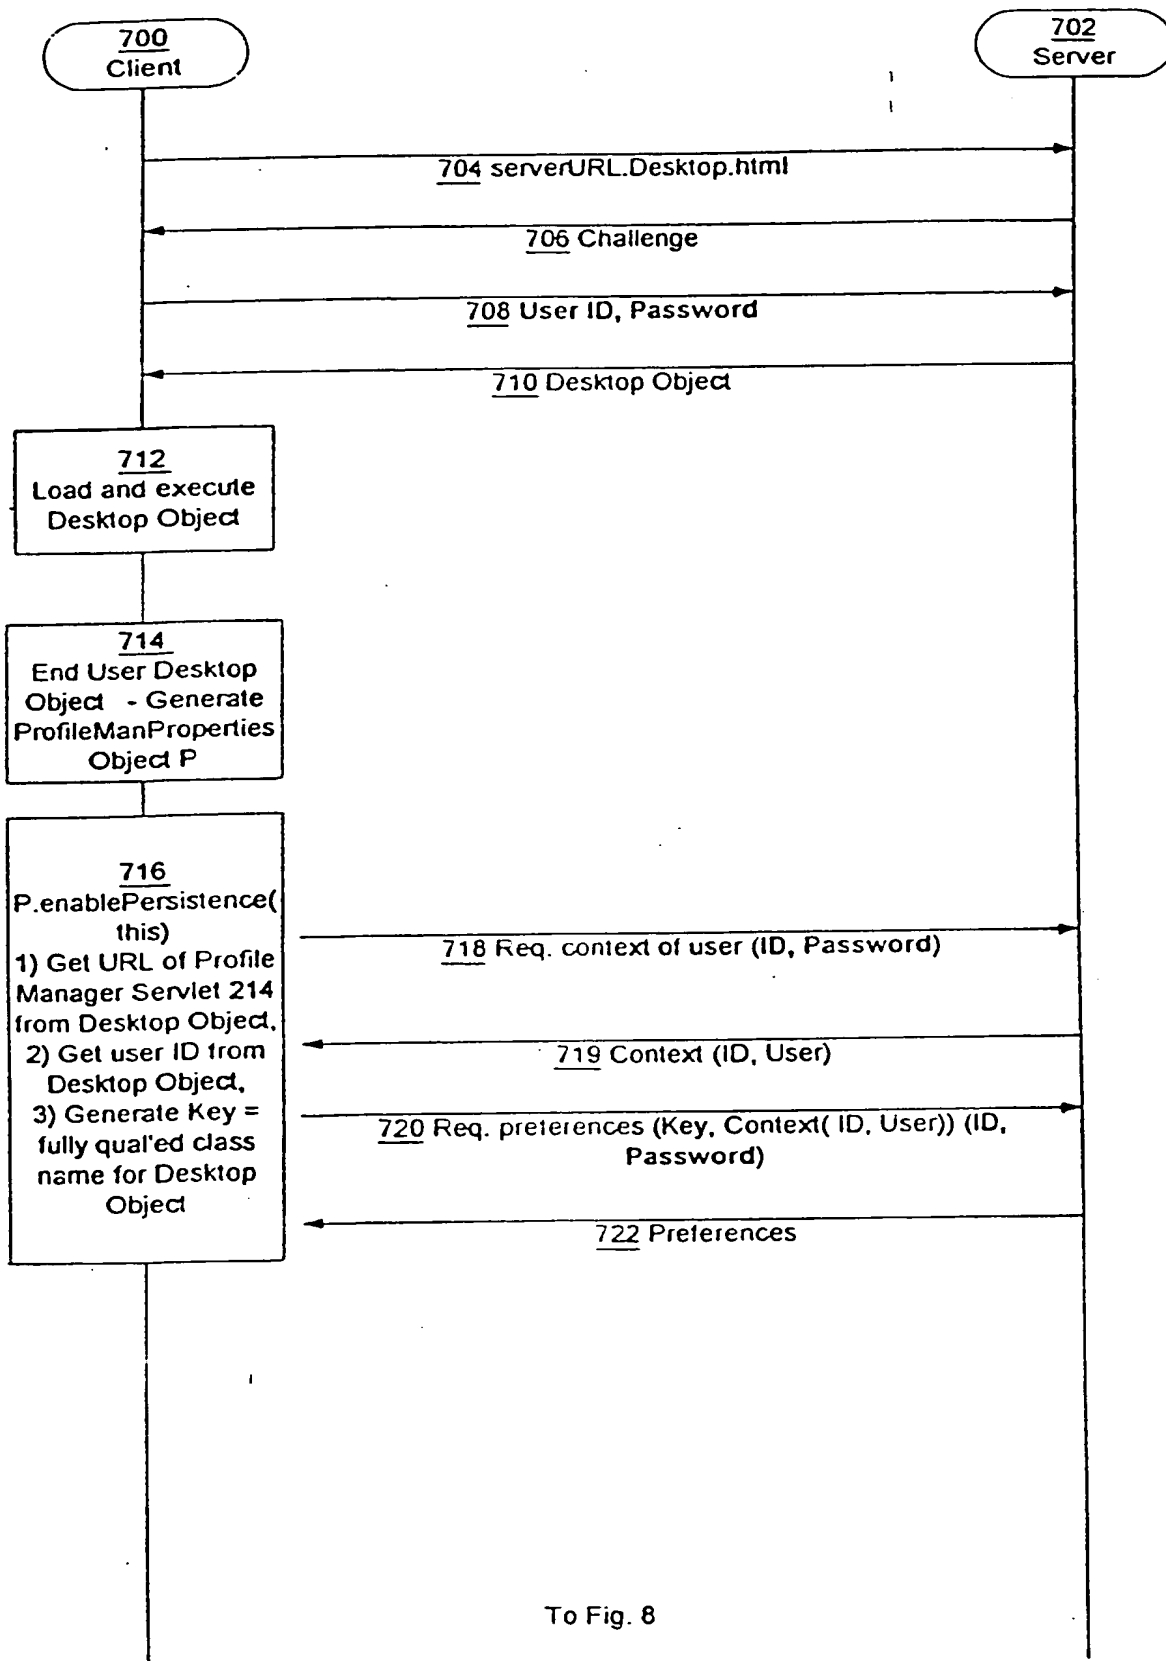 700
Client
702
Server
704 serverURL.Desktop.html
706 Challenge
708 User ID, Password
710 Desktop Object
712
Load and execute
Desktop Object
714
End User Desktop
Object - Generate
ProfileManProperties
Object P
716
P.enablePersistence(
this)
1) Get URL of Profile
Manager Servlet 214
from Desktop Object,
2) Get user ID from
Desktop Object,
3) Generate Key =
fully qual'ed class
name for Desktop
Object
718 Req. context of user (ID, Password)
719 Context (ID, User)
720 Req. preferences (Key, Context( ID, User)) (ID,
Password)
722 Preferences
To Fig. 8